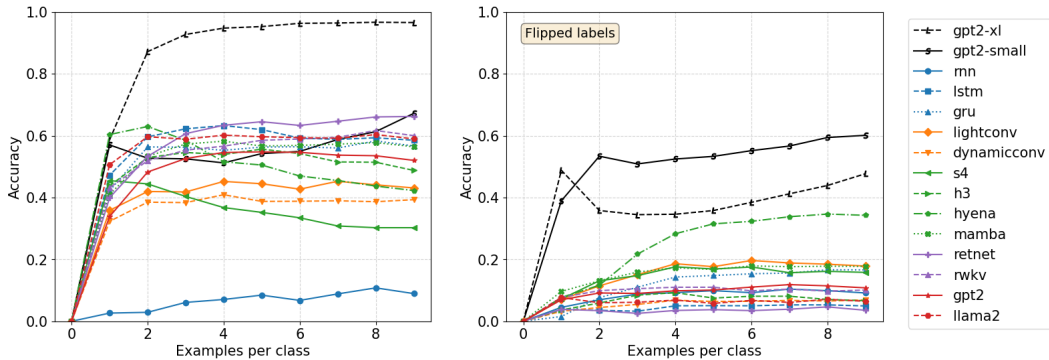 1.0
0.8
0.6
0.4
0.2
0.0
Accuracy
0
2
4
6
8
Examples per class
Flipped labels
1.0
0.8
0.6
0.4
0.2
0.0
Accuracy
0
2
4
6
8
Examples per class
gpt2-xl
gpt2-small
rnn
lstm
gru
lightconv
dynamicconv
s4
h3
hyena
mamba
retnet
rwkv
gpt2
llama2